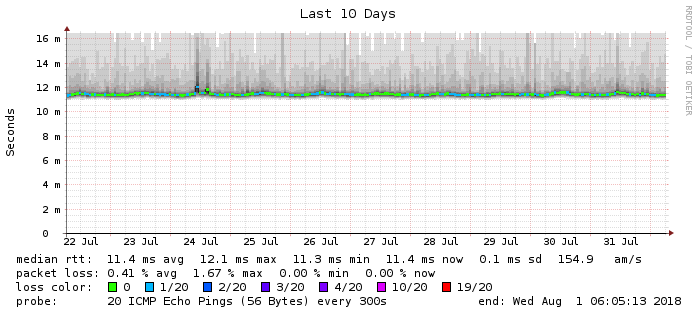 Last 10 Days
RRDTOOL / TOBI OETIKER
Seconds
16 m
14 m
12 m
10 m
8 m
6 m
4 m
2 m
0
22 Jul 23 Jul 24 Jul 25 Jul 26 Jul 27 Jul 28 Jul 29 Jul 30 Jul 31 Jul
median rtt: 11.4 ms avg 12.1 ms max 11.3 ms min 11.4 ms now 0.1 ms sd 154.9 am/s
packet loss: 0.41 % avg 1.67 % max 0.00 % min 0.00 % now
loss color: 0 1/20 2/20 3/20 4/20 10/20 19/20
probe: 20 ICMP Echo Pings (56 Bytes) every 300s end: Wed Aug 1 06:05:13 2018